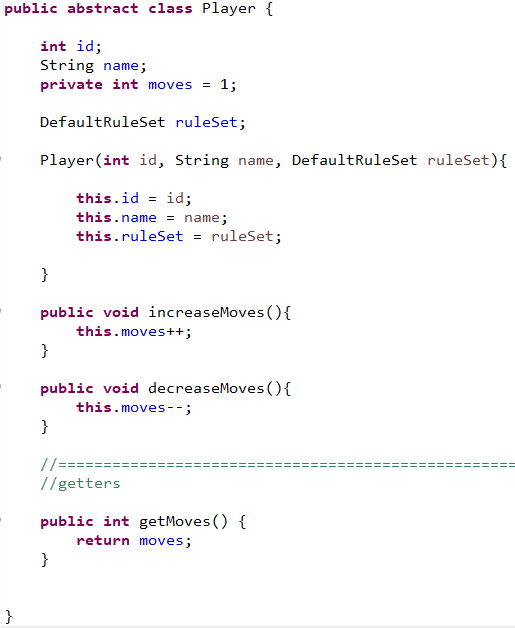 public abstract class Player {
int id;
String name;
private int moves = 1;
DefaultRuleSet ruleSet;
Player(int id, String name, DefaultRuleSet ruleSet){
this.id = id;
this.name = name;
this.ruleSet = ruleSet;
}
public void increaseMoves(){
this.moves++;
}
public void decreaseMoves(){
this.moves--;
}
//===================================================
//getters
public int getMoves() {
return moves;
}
}